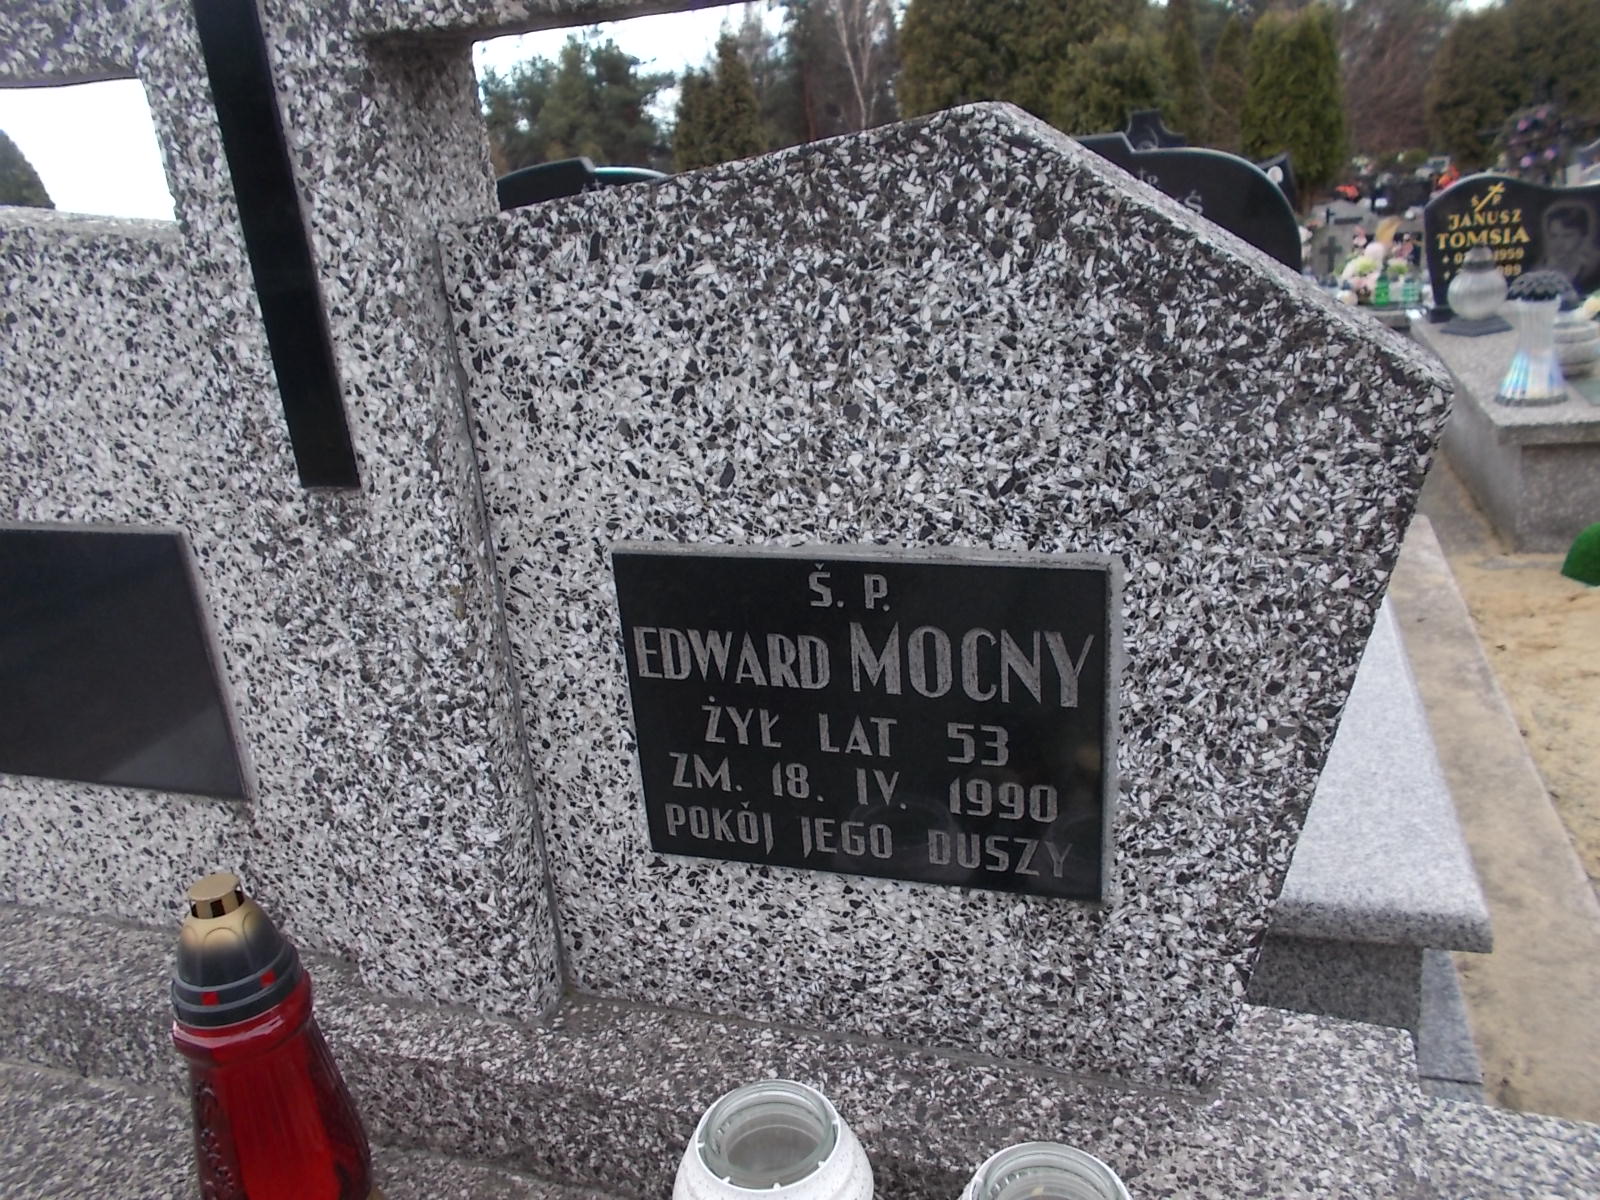 Ś. P.
EDWARD MOCNY
ŻYŁ LAT 53
ZM. 18. IV. 1990
POKÓJ JEGO DUSZY
JANUSZ
TOMSIA